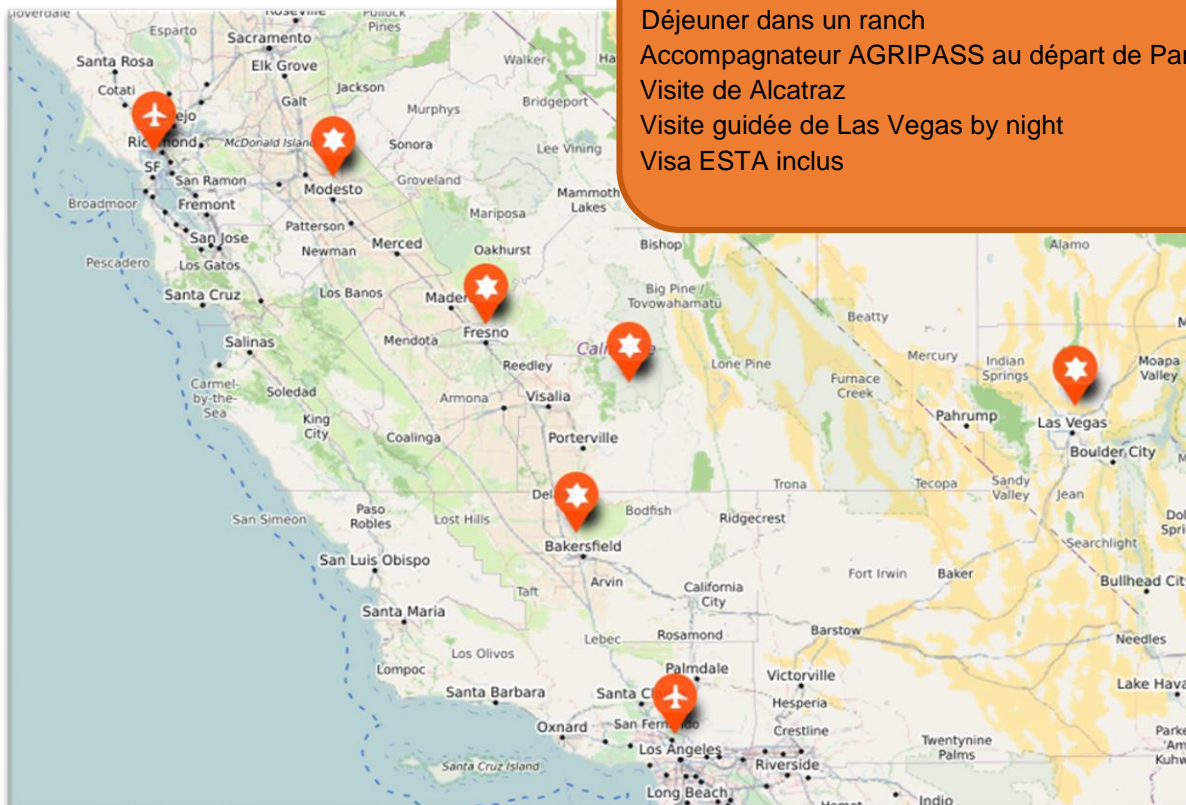 Déjeuner dans un ranch
Accompagnateur AGRIPASS au départ de
Visite de Alcatraz
Visite guidée de Las Vegas by night
Visa ESTA inclus
Cloverdale
Roseville
Pollock Pines
Esparto
Sacramento
Walker
Santa Rosa
Elk Grove
Cotati
Jackson
Galt
Murphys
Bridgeport
McDonald Island
Sonora
Lee Vining
SF
San Ramon
Modesto
Groveland
Broadmoor
Fremont
Mammoth Lakes
Patterson
Mariposa
San Jose
Newman
Merced
Oakhurst
Bishop
Alamo
Pescadero
Los Gatos
Santa Cruz
Los Banos
Big Pine /
Tovowahamatü
Beatty
Salinas
Mendota
Fresno
Reedley
Lone Pine
Mercury
Indian Springs
Moapa Valley
Carmel-
by-the-
Sea
Soledad
Armona
Visalia
Furnace Creek
King City
Coalinga
Porterville
Pahrump
Las Vegas
Boulder City
Trona
Tecopa
Sandy Valley
Jean
San Simeon
Paso Robles
Lost Hills
Bodfish
Ridgecrest
Searchlight
San Luis Obispo
Bakersfield
Taft
Arvin
California City
Fort Irwin
Baker
Bullhead City
Santa Maria
Lebec
Rosamond
Barstow
Needles
Los Olivos
Lompoc
Palmdale
Victorville
Santa Barbara
Santa
Hesperia
Lake
Oxnard
San
Crestline
Los Angeles
Twentynine Palms
Santa Cruz Island
Riverside
Long Beach
Indio